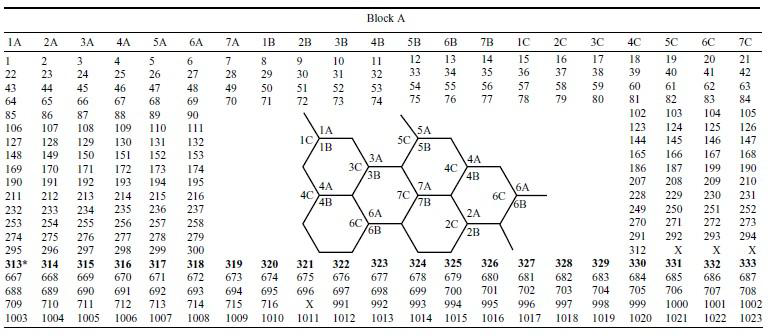 Block A
1A 2A 3A 4A 5A 6A 7A 1B 2B 3B 4B 5B 6B 7B 1C 2C 3C 4C 5C 6C 7C
1 2 3 4 5 6 7 8 9 10 11 12 13 14 15 16 17 18 19 20 21
22 23 24 25 26 27 28 29 30 31 32 33 34 35 36 37 38 39 40 41 42
43 44 45 46 47 48 49 50 51 52 53 54 55 56 57 58 59 60 61 62 63
64 65 66 67 68 69 70 71 72 73 74 75 76 77 78 79 80 81 82 83 84
85 86 87 88 89 90 102 103 104 105
106 107 108 109 110 111 1A 5A 123 124 125 126
127 128 129 130 131 132 1C 1B 5C 5B 144 145 146 147
148 149 150 151 152 153 3A 4A 165 166 167 168
169 170 171 172 173 174 3C 3B 4C 4B 186 187 189 190
190 191 192 193 194 195 4A 7A 6A 207 208 209 210
211 212 213 214 215 216 4C 4B 7C 7B 6C 6B 228 229 230 231
232 233 234 235 236 237 6A 2A 249 250 251 252
253 254 255 256 257 258 6C 6B 2C 2B 270 271 272 273
274 275 276 277 278 279 291 292 293 294
295 296 297 298 299 300 312 X X X
313* 314 315 316 317 318 319 320 321 322 323 324 325 326 327 328 329 330 331 332 333
667 668 669 670 671 672 673 674 675 676 677 678 679 680 681 682 683 684 685 686 687
688 689 690 691 692 693 694 695 696 697 698 699 700 701 702 703 704 705 706 707 708
709 710 711 712 713 714 715 716 X 991 992 993 994 995 996 997 998 999 1000 1001 1002
1003 1004 1005 1006 1007 1008 1009 1010 1011 1012 1013 1014 1015 1016 1017 1018 1019 1020 1021 1022 1023